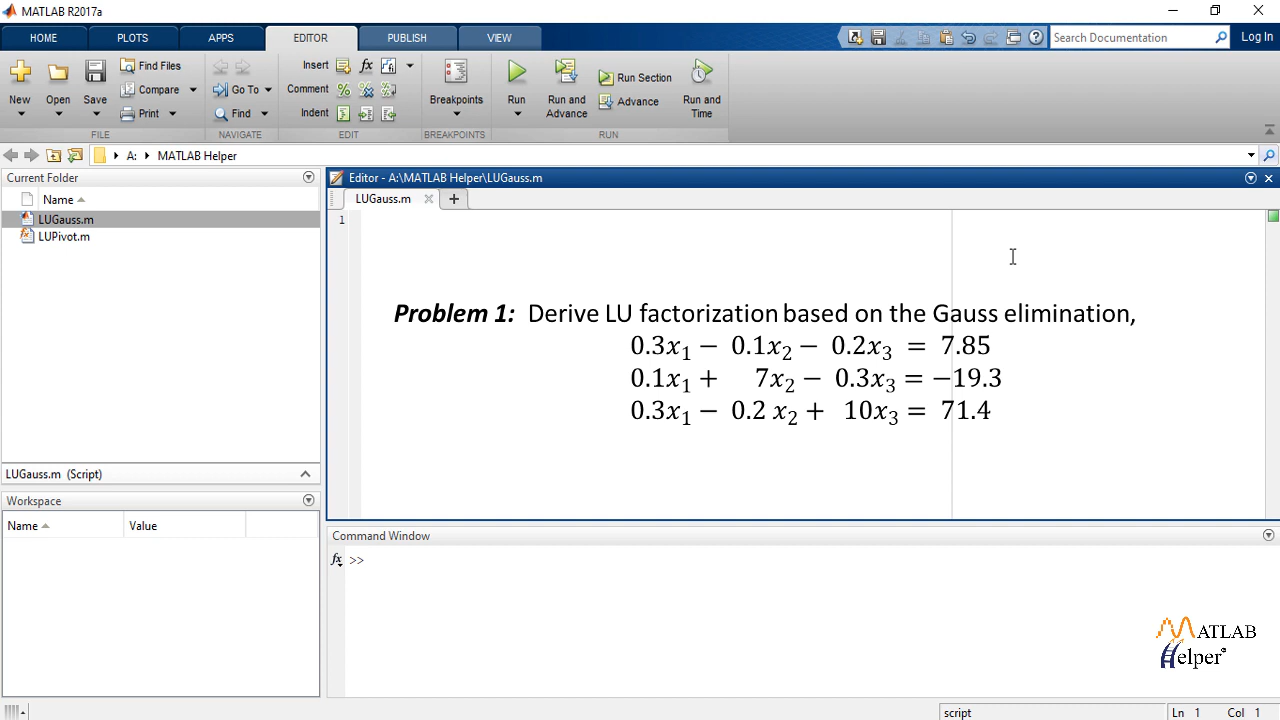 MATLAB R2017a
HOME PLOTS APPS EDITOR PUBLISH VIEW Search Documentation Log In
New Open Save Find Files Compare Print
Go To Find
Insert fx Comment % Indent
Breakpoints
Run Run and Advance Run Section Advance Run and Time
FILE NAVIGATE EDIT BREAKPOINTS RUN
A: MATLAB Helper
Current Folder
Name
LUGauss.m
LUPivot.m
LUGauss.m (Script)
Workspace
Name Value
Editor - A:\MATLAB Helper\LUGauss.m
LUGauss.m +
1
Problem 1: Derive LU factorization based on the Gauss elimination,
0.3x₁ − 0.1x₂ − 0.2x₃ = 7.85
0.1x₁ + 7x₂ − 0.3x₃ = −19.3
0.3x₁ − 0.2 x₂ + 10x₃ = 71.4
Command Window
fx >>
MATLAB
Helper®
script Ln 1 Col 1